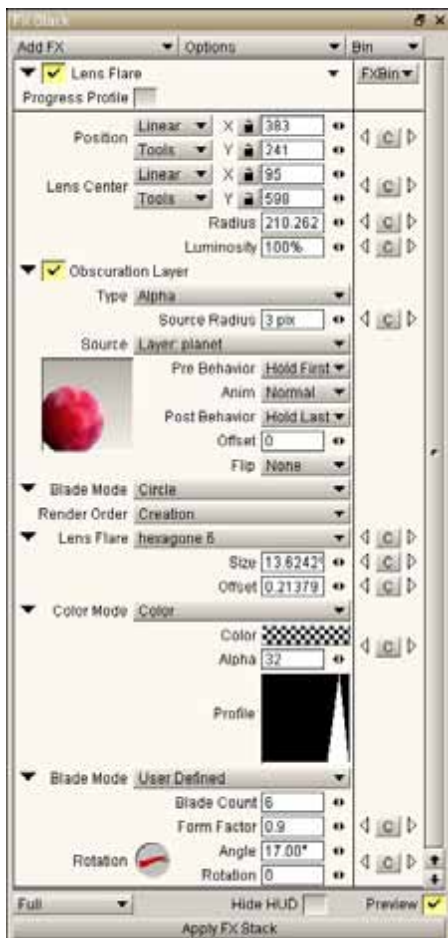 FX Stack
Add FX Options Bin
Lens Flare FXBin
Progress Profile
Position Linear X 383
Tools Y 241
Lens Center Linear X 95
Tools Y 598
Radius 210.262
Luminosity 100%
Obscuration Layer
Type Alpha
Source Radius 3 pix
Source Layer: planet
Pre Behavior Hold First
Anim Normal
Post Behavior Hold Last
Offset 0
Flip None
Blade Mode Circle
Render Order Creation
Lens Flare hexagone 6
Size 13.6242%
Offset 0.21379
Color Mode Color
Color
Alpha 32
Profile
Blade Mode User Defined
Blade Count 6
Form Factor 0.9
Angle 17.00°
Rotation
Rotation 0
Full Hide HUD Preview
Apply FX Stack
C
C
C
C
C
C
C
C
C
C